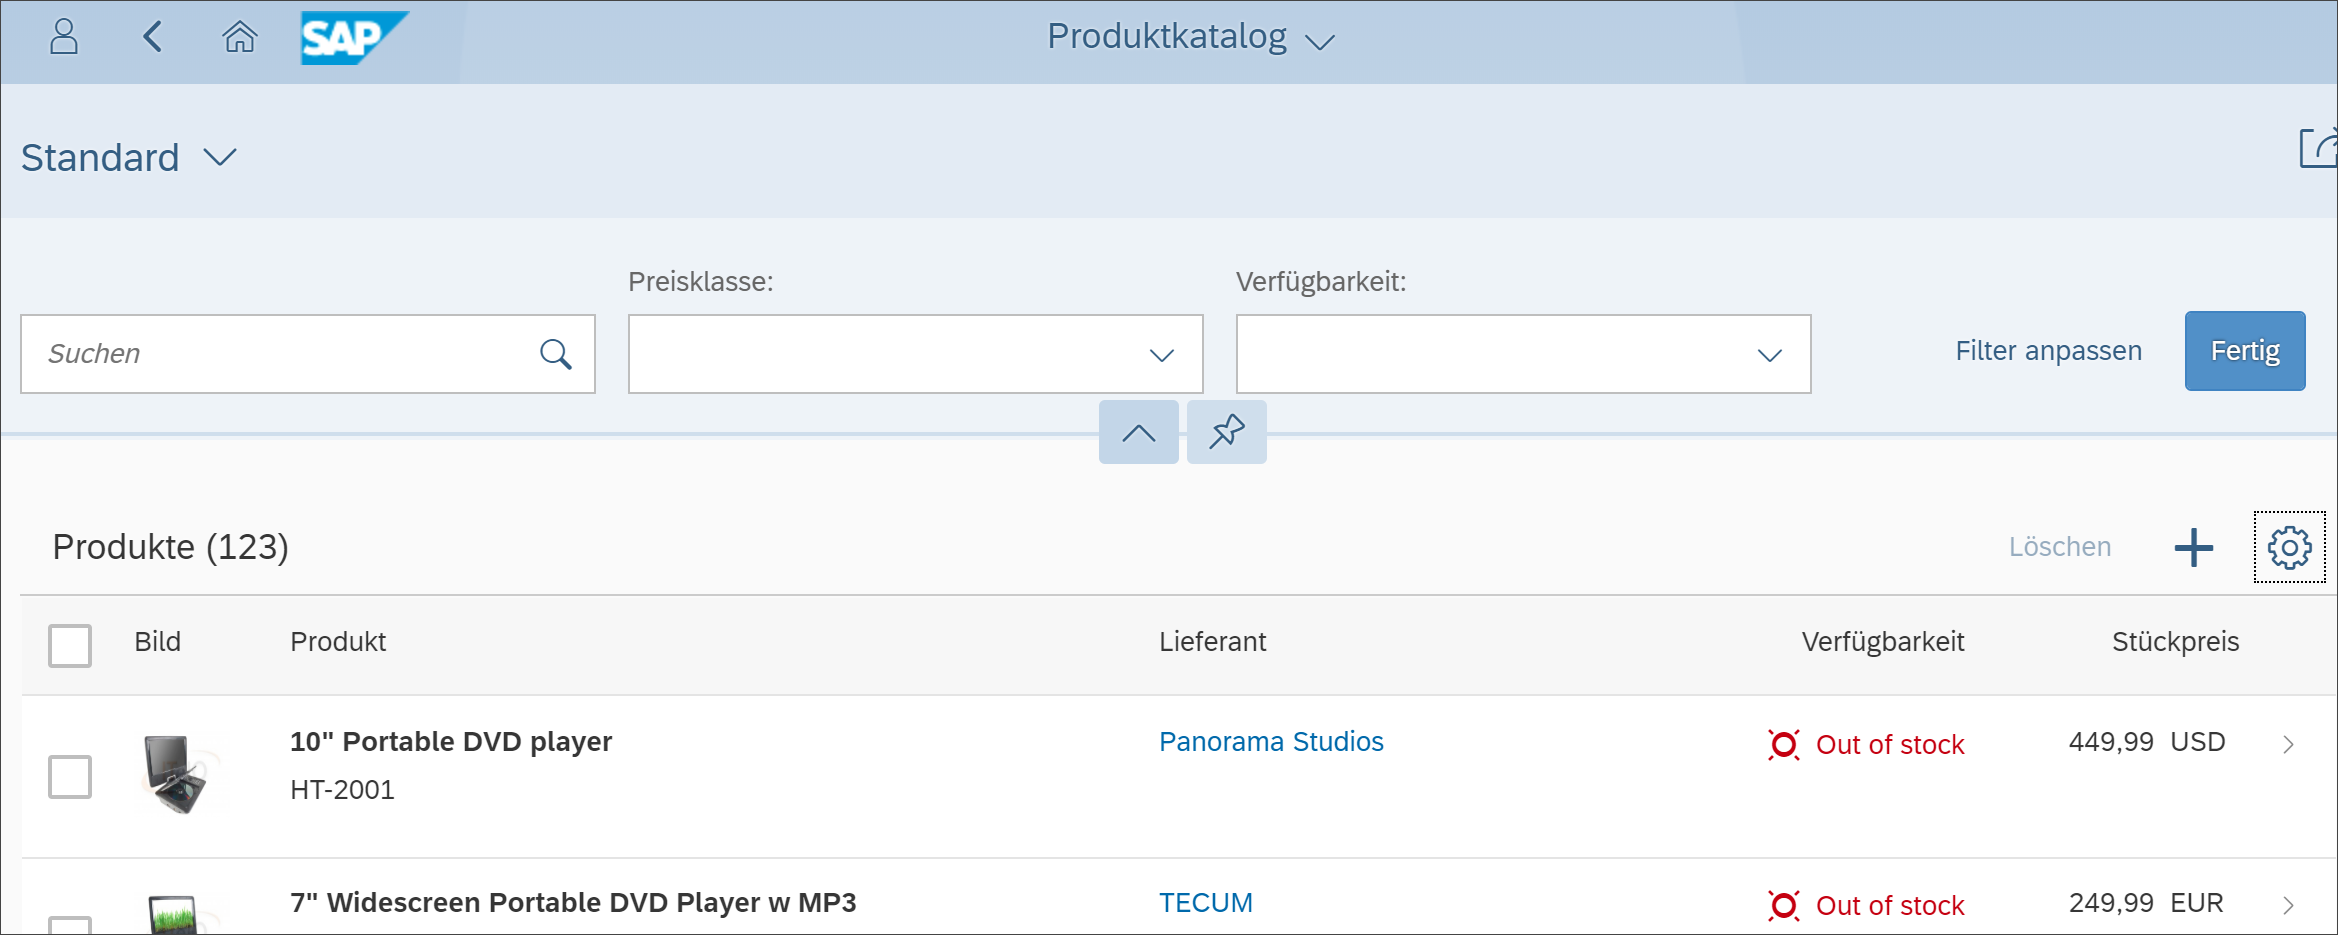 SAP Produktkatalog
Standard
Preisklasse: Verfügbarkeit:
Suchen Filter anpassen Fertig
Produkte (123) Löschen
Bild Produkt Lieferant Verfügbarkeit Stückpreis
10" Portable DVD player Panorama Studios Out of stock 449,99 USD
HT-2001
7" Widescreen Portable DVD Player w MP3 TECUM Out of stock 249,99 EUR